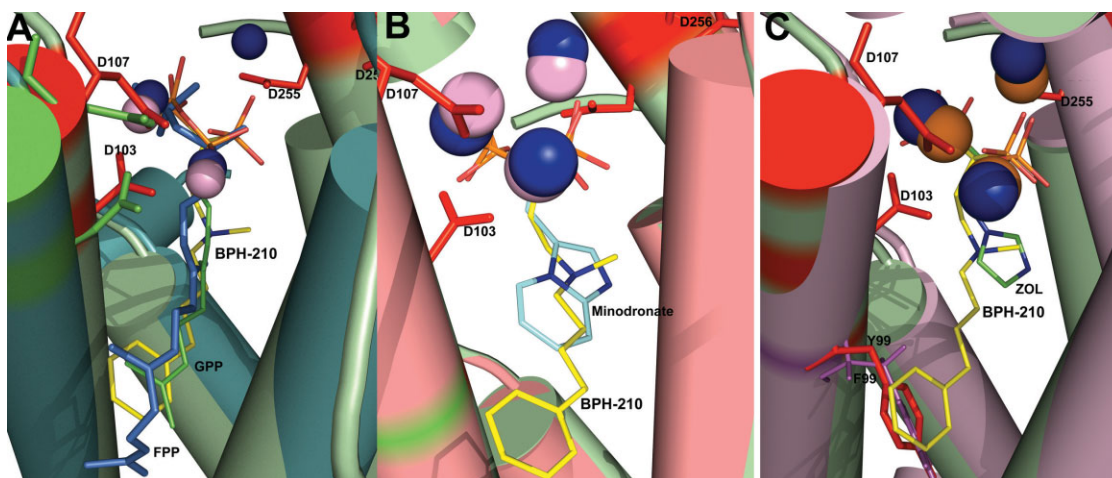 A
D107
D255
D103
BPH-210
GPP
FPP
B
D256
D25
D107
D103
Minodronate
BPH-210
C
D107
D255
D103
ZOL
BPH-210
Y99
F99